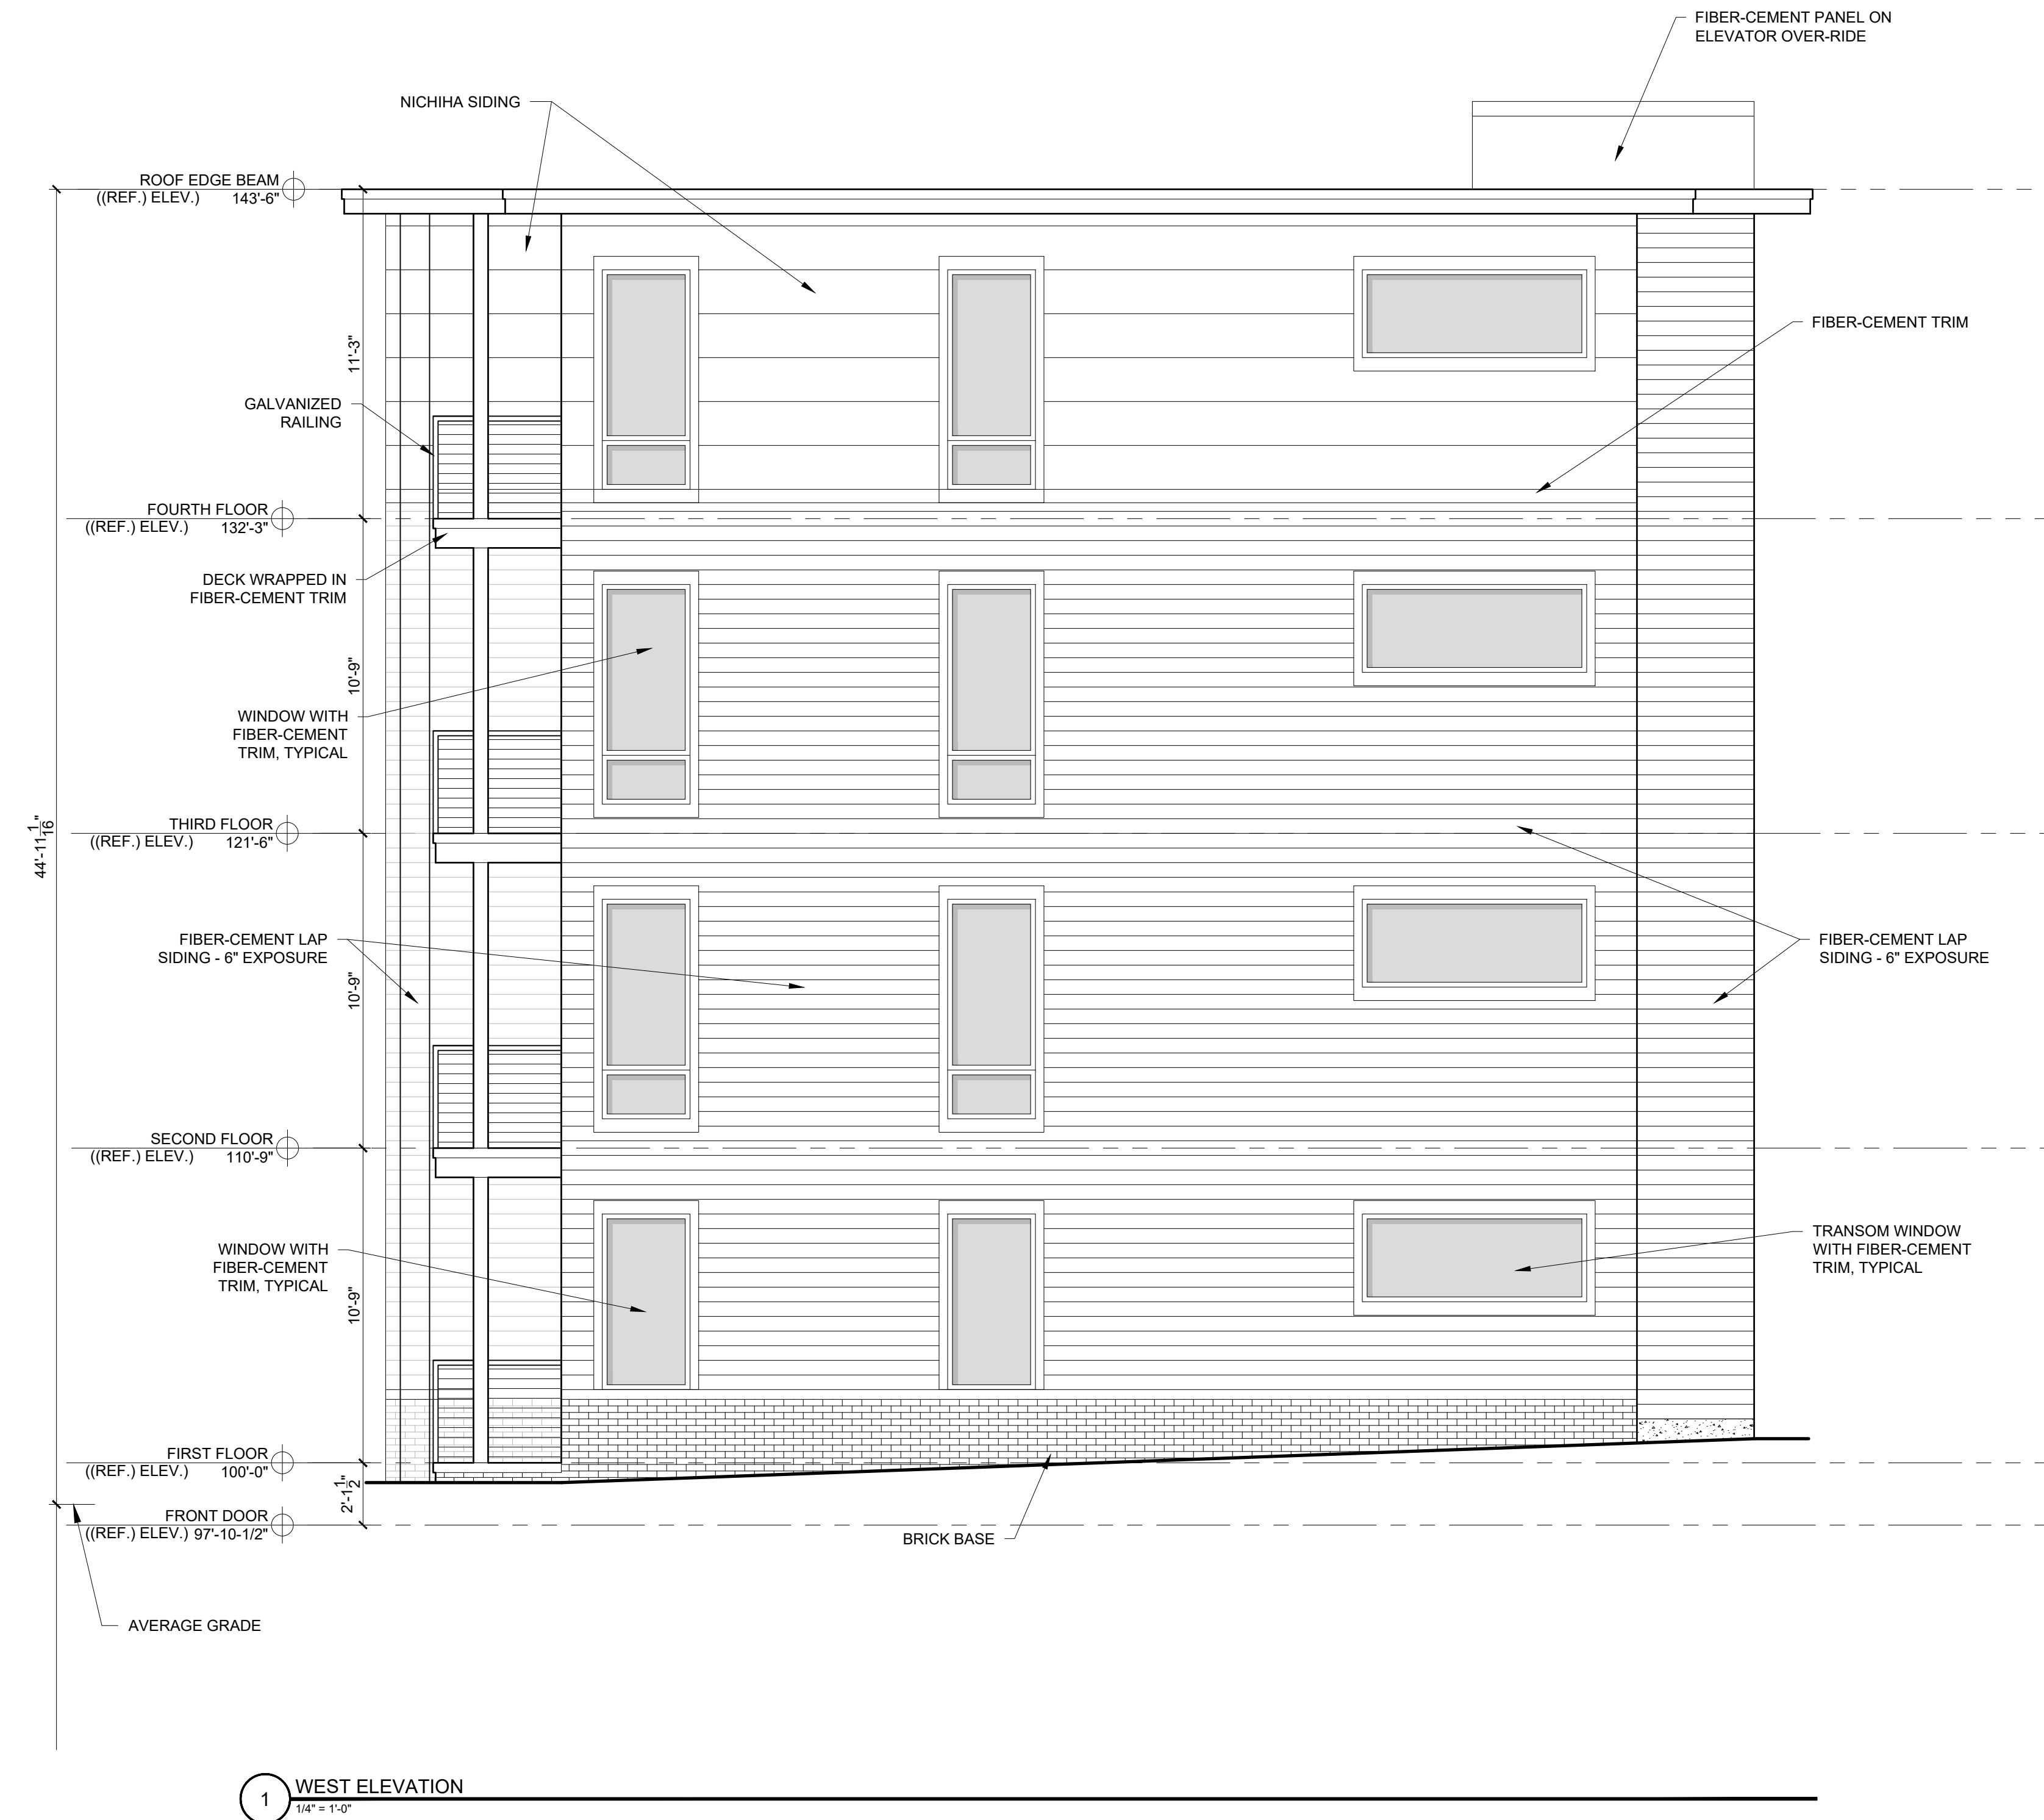 FIBER-CEMENT PANEL ON
ELEVATOR OVER-RIDE
NICHIHA SIDING
ROOF EDGE BEAM
((REF.) ELEV.) 143'-6"
11'-3"
FIBER-CEMENT TRIM
GALVANIZED
RAILING
FOURTH FLOOR
((REF.) ELEV.) 132'-3"
DECK WRAPPED IN
FIBER-CEMENT TRIM
10'-9"
WINDOW WITH
FIBER-CEMENT
TRIM, TYPICAL
44'-11 1/16"
THIRD FLOOR
((REF.) ELEV.) 121'-6"
FIBER-CEMENT LAP
SIDING - 6" EXPOSURE
FIBER-CEMENT LAP
SIDING - 6" EXPOSURE
10'-9"
SECOND FLOOR
((REF.) ELEV.) 110'-9"
WINDOW WITH
FIBER-CEMENT
TRIM, TYPICAL
TRANSOM WINDOW
WITH FIBER-CEMENT
TRIM, TYPICAL
10'-9"
FIRST FLOOR
((REF.) ELEV.) 100'-0"
2'-1 1/2"
FRONT DOOR
((REF.) ELEV.) 97'-10-1/2"
BRICK BASE
AVERAGE GRADE
1 WEST ELEVATION
1/4" = 1'-0"